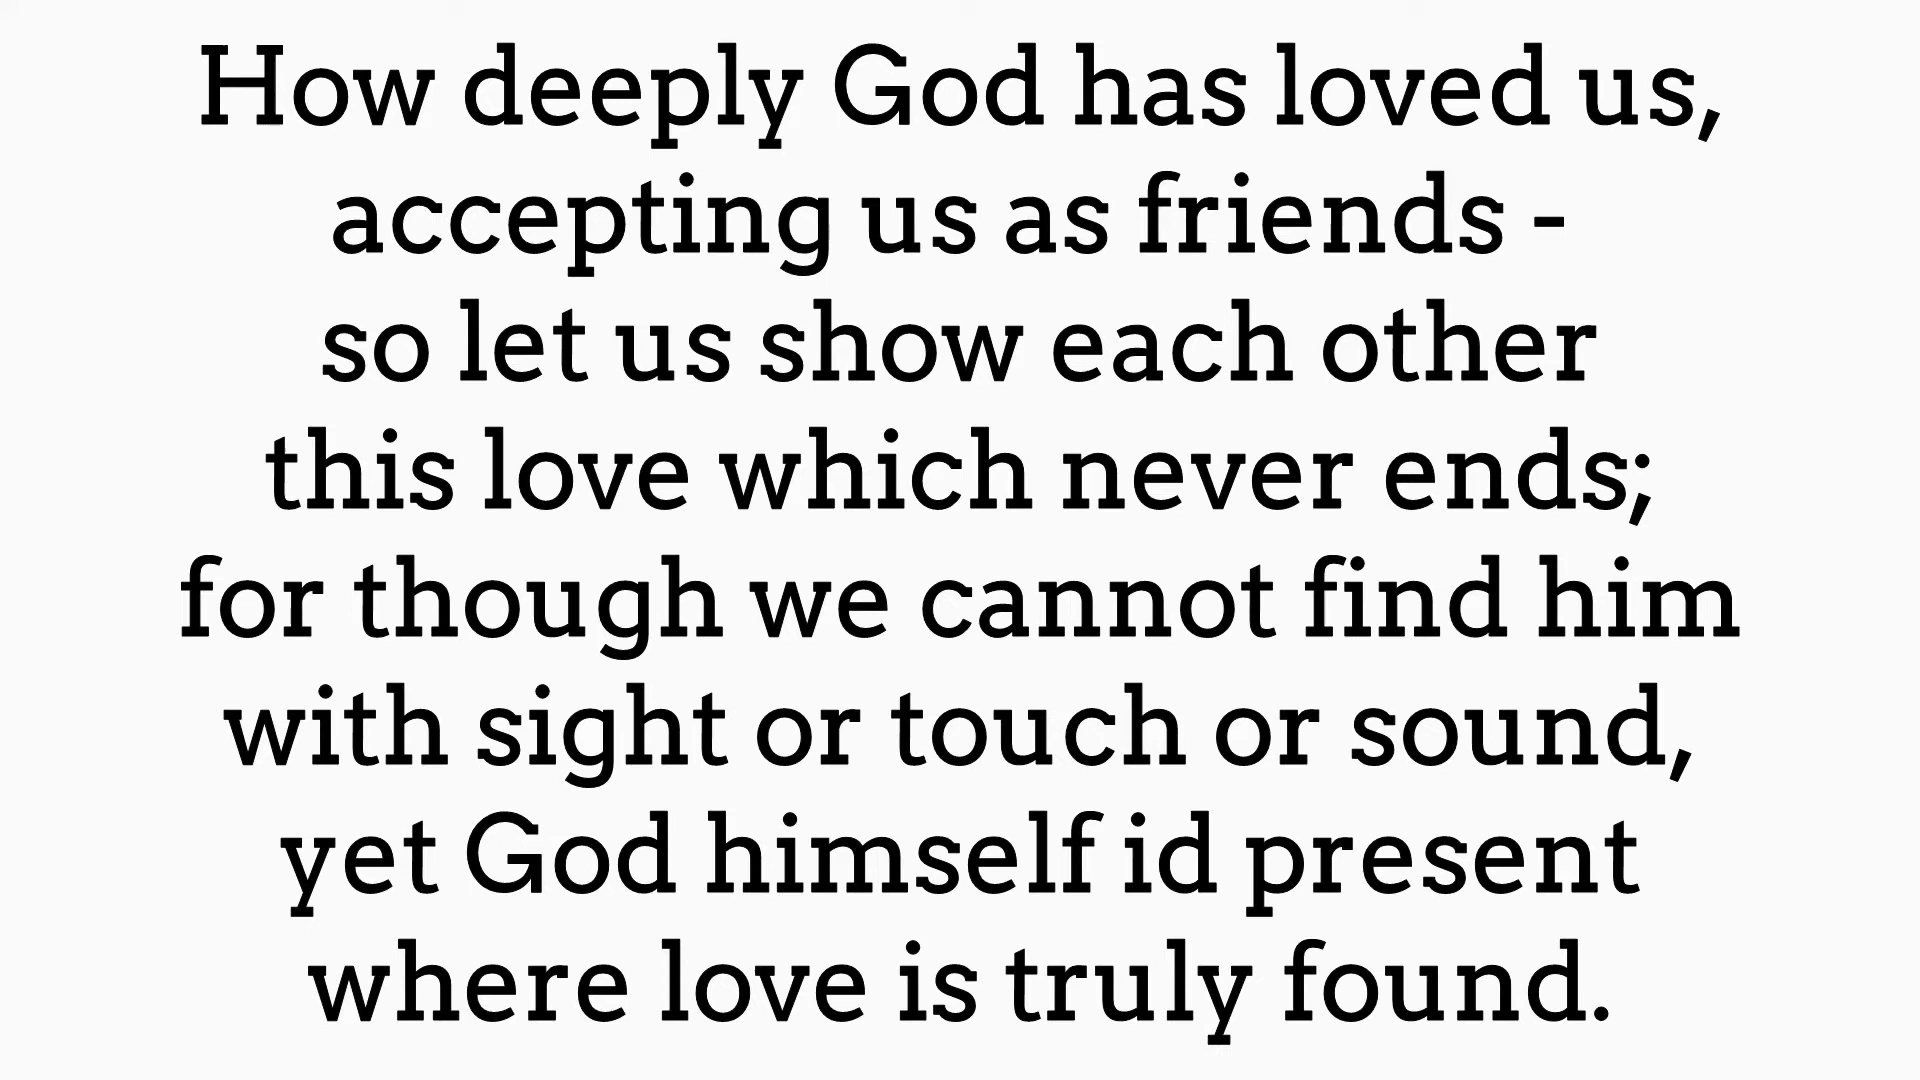 How deeply God has loved us,
accepting us as friends -
so let us show each other
this love which never ends;
for though we cannot find him
with sight or touch or sound,
yet God himself id present
where love is truly found.